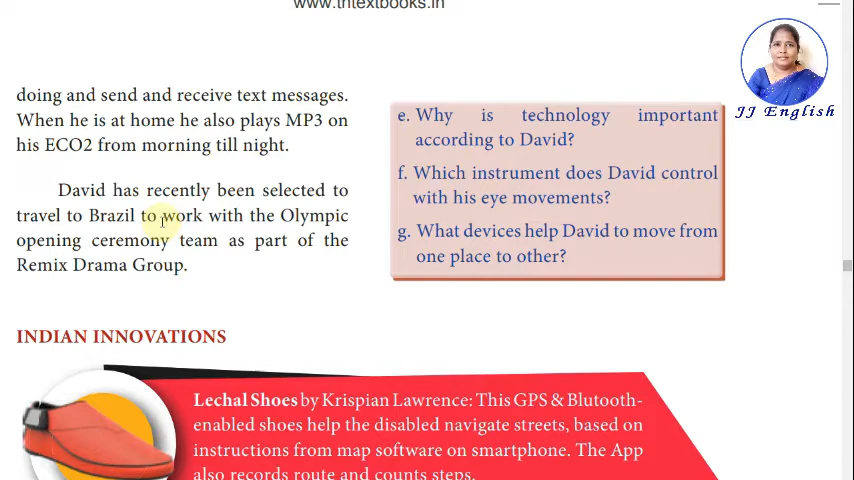 www.tntextbooks.in
JJ English
doing and send and receive text messages.
When he is at home he also plays MP3 on
his ECO2 from morning till night.
David has recently been selected to
travel to Brazil to work with the Olympic
opening ceremony team as part of the
Remix Drama Group.
e. Why is technology important
according to David?
f. Which instrument does David control
with his eye movements?
g. What devices help David to move from
one place to other?
INDIAN INNOVATIONS
Lechal Shoes by Krispian Lawrence: This GPS & Blutooth-
enabled shoes help the disabled navigate streets, based on
instructions from map software on smartphone. The App
also records route and counts steps.